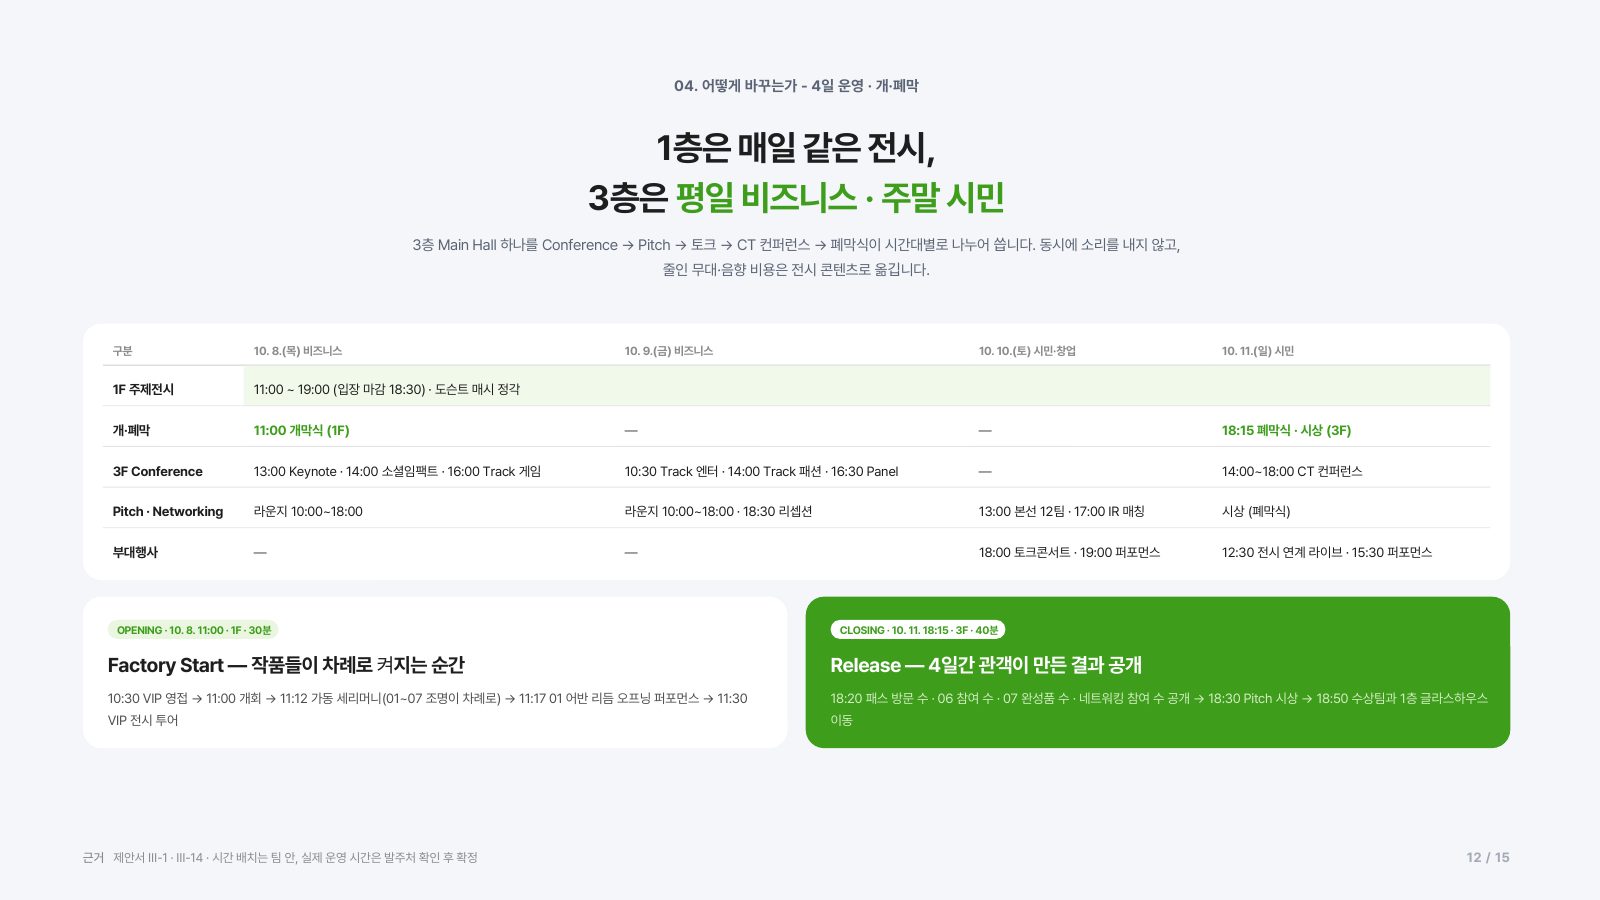 04. 어떻게 바꾸는가 - 4일 운영 · 개·폐막
1층은 매일 같은 전시,
3층은 평일 비즈니스 · 주말 시민
3층 Main Hall 하나를 Conference → Pitch → 토크 → CT 컨퍼런스 → 폐막식이 시간대별로 나누어 씁니다. 동시에 소리를 내지 않고,
줄인 무대·음향 비용은 전시 콘텐츠로 옮깁니다.
구분 10. 8.(목) 비즈니스 10. 9.(금) 비즈니스 10. 10.(토) 시민·창업 10. 11.(일) 시민
1F 주제전시 11:00 ~ 19:00 (입장 마감 18:30) · 도슨트 매시 정각
개·폐막 11:00 개막식 (1F) — — 18:15 폐막식 · 시상 (3F)
3F Conference 13:00 Keynote · 14:00 소셜임팩트 · 16:00 Track 게임 10:30 Track 엔터 · 14:00 Track 패션 · 16:30 Panel — 14:00~18:00 CT 컨퍼런스
Pitch · Networking 라운지 10:00~18:00 라운지 10:00~18:00 · 18:30 리셉션 13:00 본선 12팀 · 17:00 IR 매칭 시상 (폐막식)
부대행사 — — 18:00 토크콘서트 · 19:00 퍼포먼스 12:30 전시 연계 라이브 · 15:30 퍼포먼스
OPENING · 10. 8. 11:00 · 1F · 30분
Factory Start — 작품들이 차례로 켜지는 순간
10:30 VIP 영접 → 11:00 개회 → 11:12 가동 세리머니(01~07 조명이 차례로) → 11:17 01 어반 리듬 오프닝 퍼포먼스 → 11:30
VIP 전시 투어
CLOSING · 10. 11. 18:15 · 3F · 40분
Release — 4일간 관객이 만든 결과 공개
18:20 패스 방문 수 · 06 참여 수 · 07 완성품 수 · 네트워킹 참여 수 공개 → 18:30 Pitch 시상 → 18:50 수상팀과 1층 글라스하우스
이동
근거 제안서 III-1 · III-14 · 시간 배치는 팀 안, 실제 운영 시간은 발주처 확인 후 확정
12 / 15